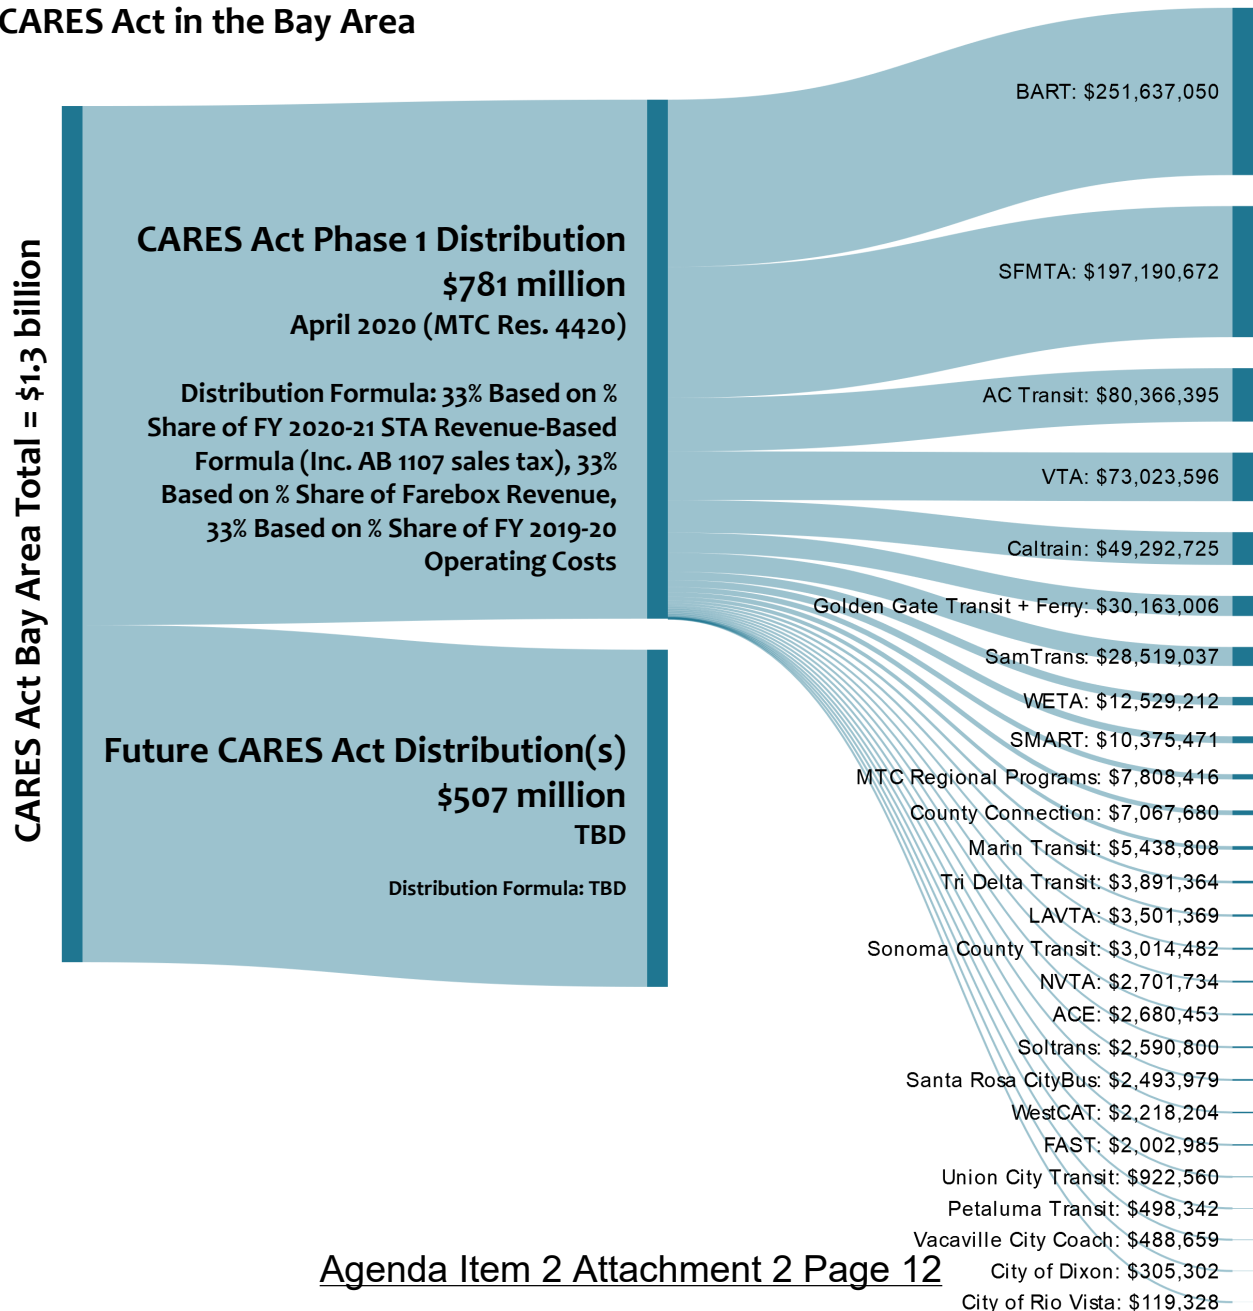 CARES Act in the Bay Area
CARES Act Bay Area Total = $1.3 billion
CARES Act Phase 1 Distribution
$781 million
April 2020 (MTC Res. 4420)
Distribution Formula: 33% Based on %
Share of FY 2020-21 STA Revenue-Based
Formula (Inc. AB 1107 sales tax), 33%
Based on % Share of Farebox Revenue,
33% Based on % Share of FY 2019-20
Operating Costs
Future CARES Act Distribution(s)
$507 million
TBD
Distribution Formula: TBD
BART: $251,637,050
SFMTA: $197,190,672
AC Transit: $80,366,395
VTA: $73,023,596
Caltrain: $49,292,725
Golden Gate Transit + Ferry: $30,163,006
SamTrans: $28,519,037
WETA: $12,529,212
SMART: $10,375,471
MTC Regional Programs: $7,808,416
County Connection: $7,067,680
Marin Transit: $5,438,808
Tri Delta Transit: $3,891,364
LAVTA: $3,501,369
Sonoma County Transit: $3,014,482
NVTA: $2,701,734
ACE: $2,680,453
Soltrans: $2,590,800
Santa Rosa CityBus: $2,493,979
WestCAT: $2,218,204
FAST: $2,002,985
Union City Transit: $922,560
Petaluma Transit: $498,342
Vacaville City Coach: $488,659
City of Dixon: $305,302
City of Rio Vista: $119,328
Agenda Item 2 Attachment 2 Page 12